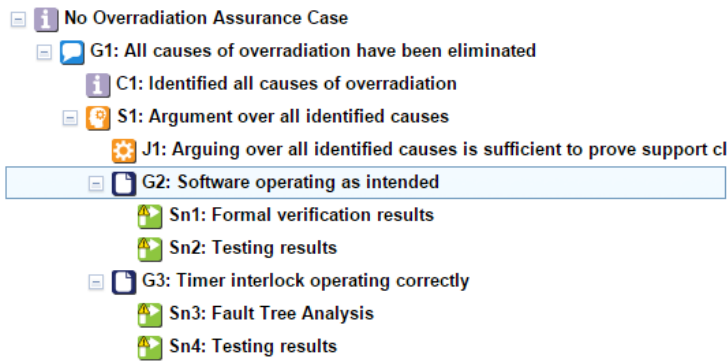 No Overradiation Assurance Case
G1: All causes of overradiation have been eliminated
C1: Identified all causes of overradiation
S1: Argument over all identified causes
J1: Arguing over all identified causes is sufficient to prove support cl
G2: Software operating as intended
Sn1: Formal verification results
Sn2: Testing results
G3: Timer interlock operating correctly
Sn3: Fault Tree Analysis
Sn4: Testing results